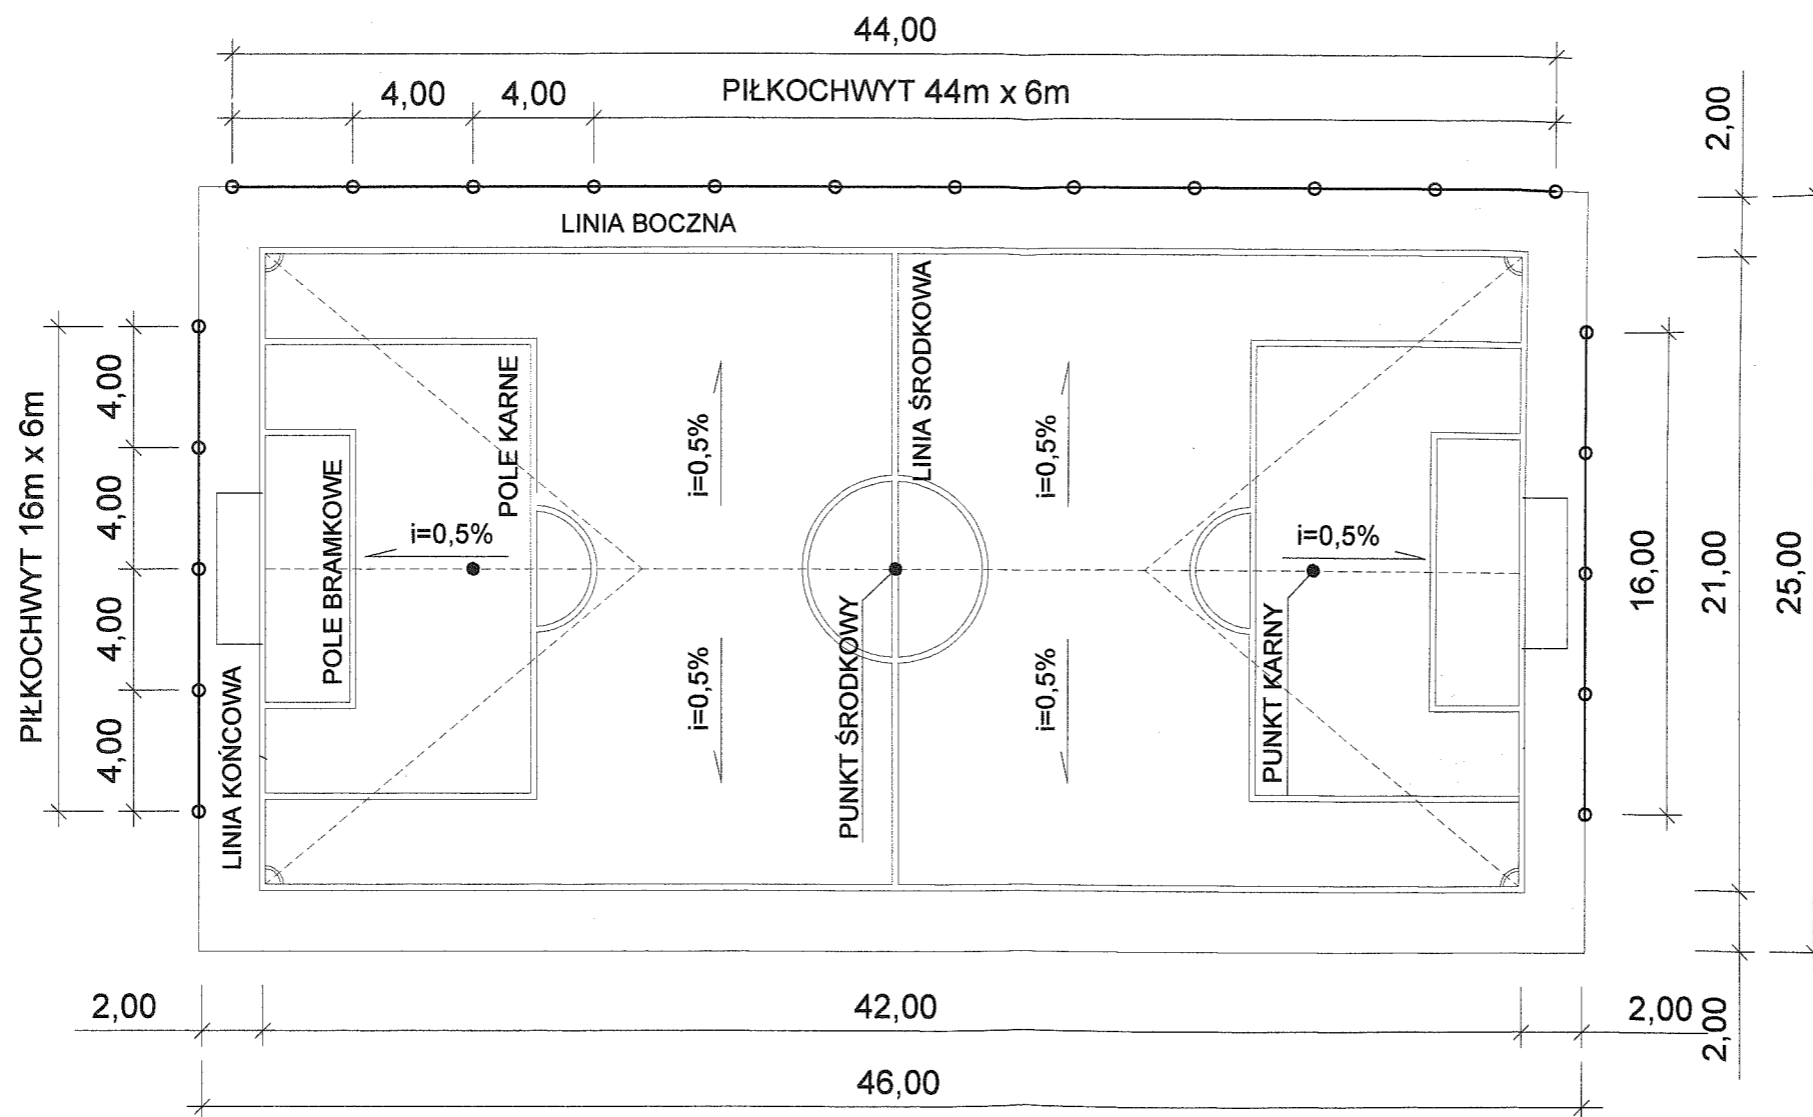 44,00
4,00
4,00
PIŁKOCHWYT 44m x 6m
2,00
LINIA BOCZNA
LINIA ŚRODKOWA
PIŁKOCHWYT 16m x 6m
4,00
4,00
4,00
4,00
POLE KARNE
POLE BRAMKOWE
LINIA KOŃCOWA
i=0,5%
i=0,5%
i=0,5%
i=0,5%
i=0,5%
i=0,5%
PUNKT ŚRODKOWY
PUNKT KARNY
16,00
21,00
25,00
2,00
42,00
2,00
2,00
46,00